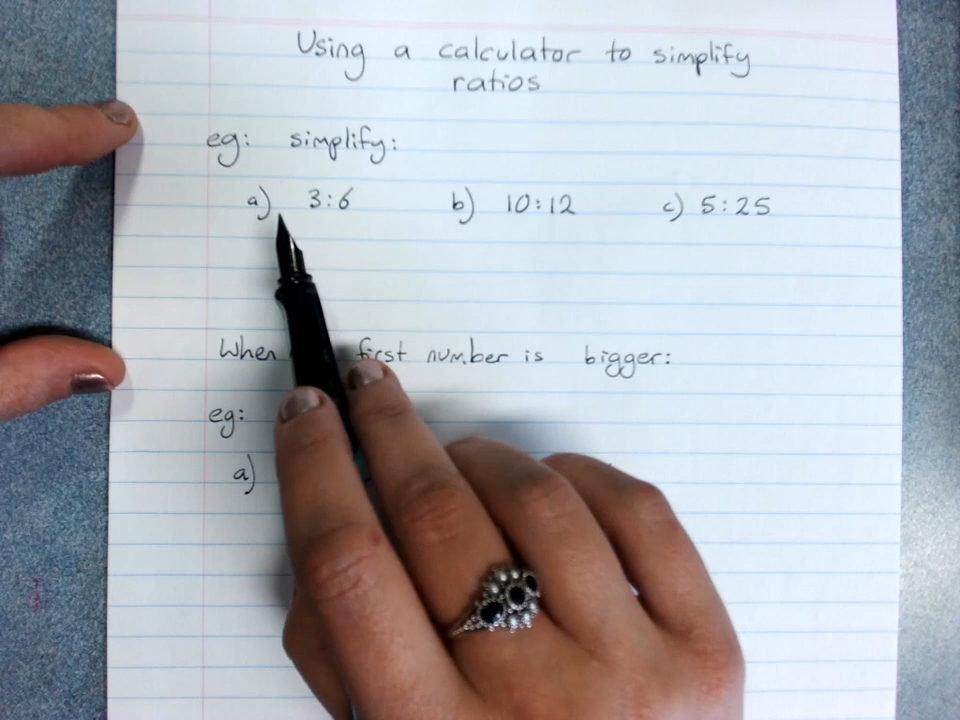 Using a calculator to simplify
ratios
eg: simplify:
a) 3:6 b) 10:12 c) 5:25
When first number is bigger:
eg:
a)